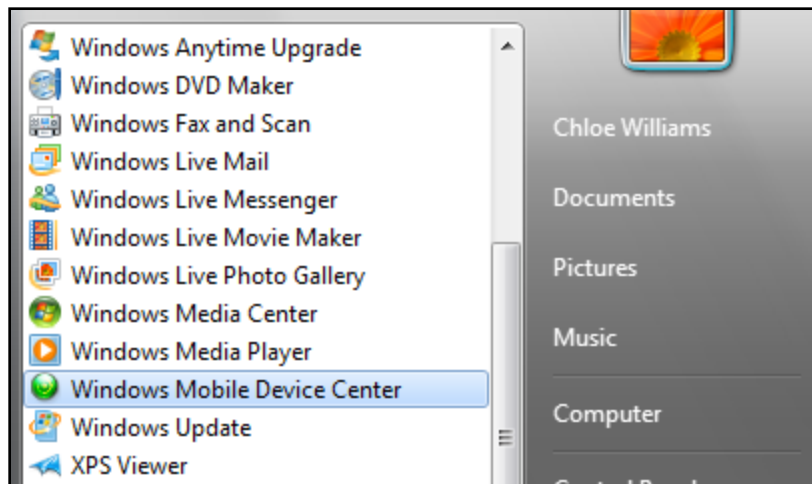 Windows Anytime Upgrade
Windows DVD Maker
Windows Fax and Scan
Windows Live Mail
Windows Live Messenger
Windows Live Movie Maker
Windows Live Photo Gallery
Windows Media Center
Windows Media Player
Windows Mobile Device Center
Windows Update
XPS Viewer
Chloe Williams
Documents
Pictures
Music
Computer